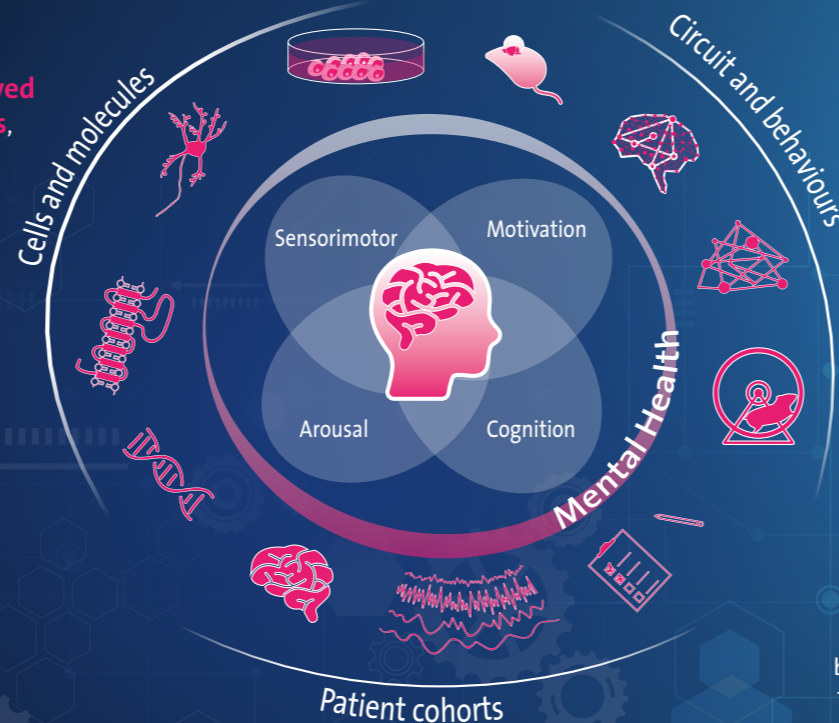 Cells and molecules
Circuit and behaviours
Sensorimotor
Motivation
Arousal
Cognition
Mental Health
Patient cohorts